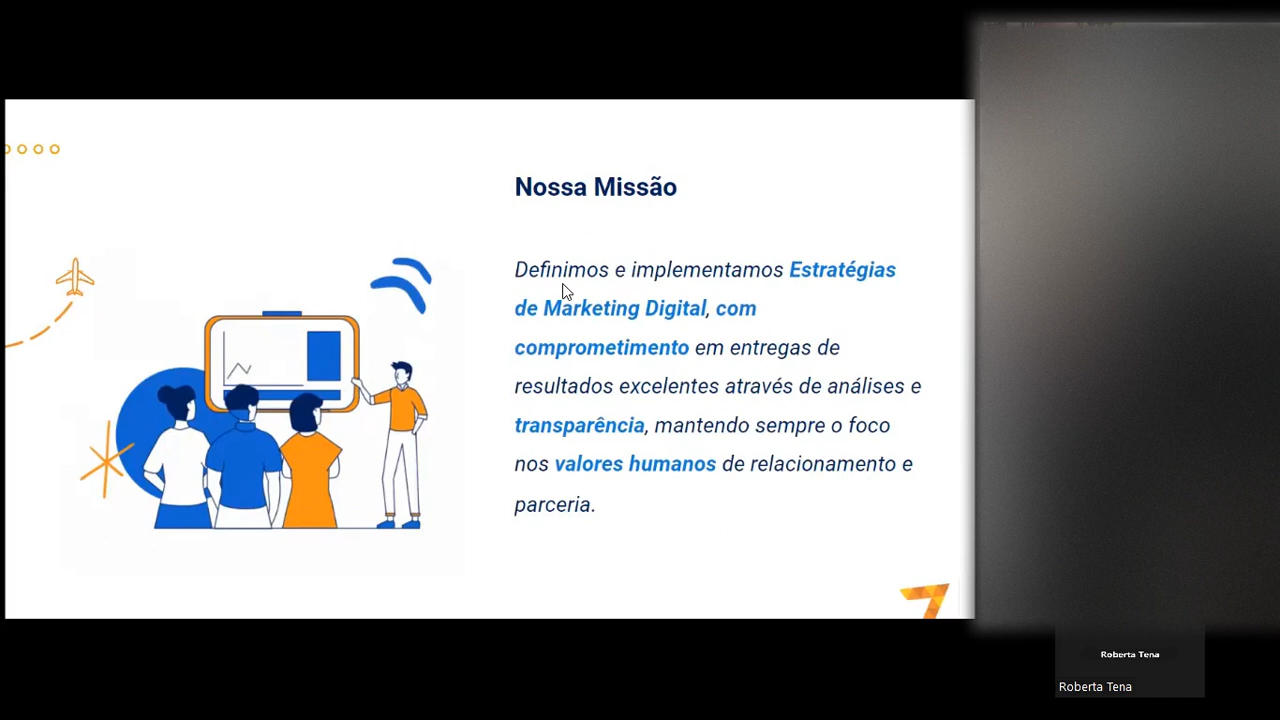 Nossa Missão
Definimos e implementamos Estratégias
de Marketing Digital, com
comprometimento em entregas de
resultados excelentes através de análises e
transparência, mantendo sempre o foco
nos valores humanos de relacionamento e
parceria.
Roberta Tena
Roberta Tena